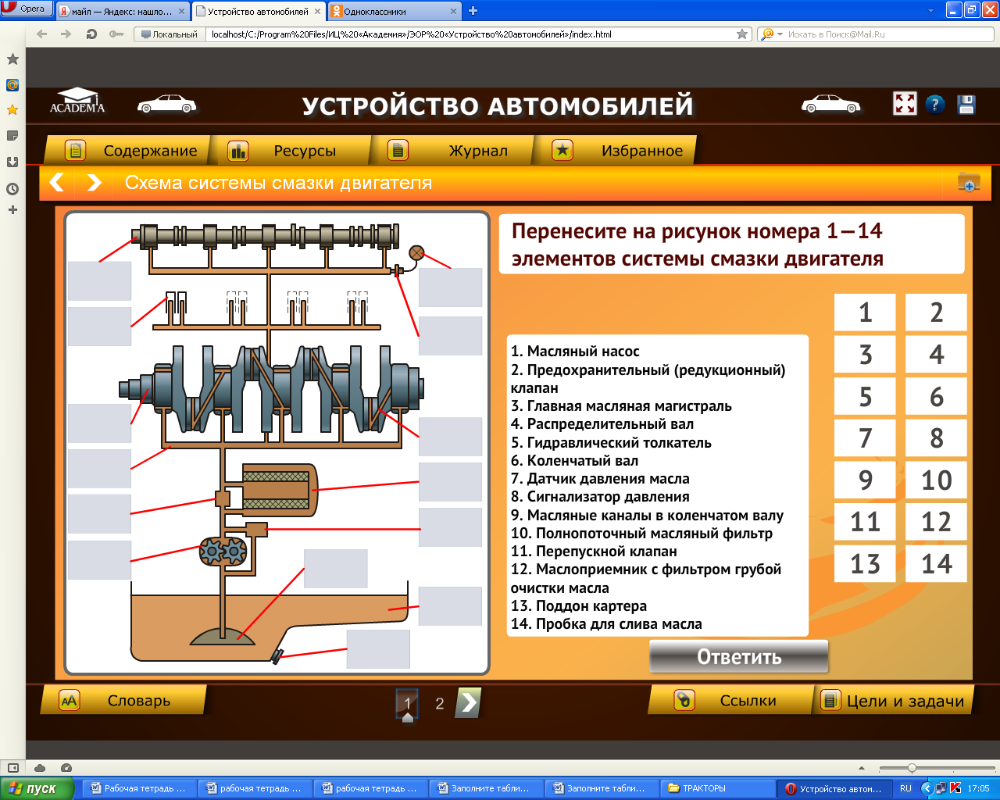 Opera
майл — Яндекс: нашло...
Устройство автомобилей
Одноклассники
Локальный
localhost/C:/Program%20Files/ИЦ%20«Академия»/ЭОР%20«Устройство%20автомобилей»/index.html
Искать в Поиск@Mail.Ru
ACADEMIA
УСТРОЙСТВО АВТОМОБИЛЕЙ
?
Содержание
Ресурсы
Журнал
Избранное
Схема системы смазки двигателя
Перенесите на рисунок номера 1—14
элементов системы смазки двигателя
1. Масляный насос
2. Предохранительный (редукционный)
клапан
3. Главная масляная магистраль
4. Распределительный вал
5. Гидравлический толкатель
6. Коленчатый вал
7. Датчик давления масла
8. Сигнализатор давления
9. Масляные каналы в коленчатом валу
10. Полнопоточный масляный фильтр
11. Перепускной клапан
12. Маслоприемник с фильтром грубой
очистки масла
13. Поддон картера
14. Пробка для слива масла
1 2
3 4
5 6
7 8
9 10
11 12
13 14
Ответить
АА Словарь
1 2
Ссылки
Цели и задачи
пуск
Рабочая тетрадь ...
рабочая тетрадь ...
рабочая тетрадь ...
Заполните табли...
Заполните табли...
ТРАКТОРЫ
Устройство автом...
RU
17:05